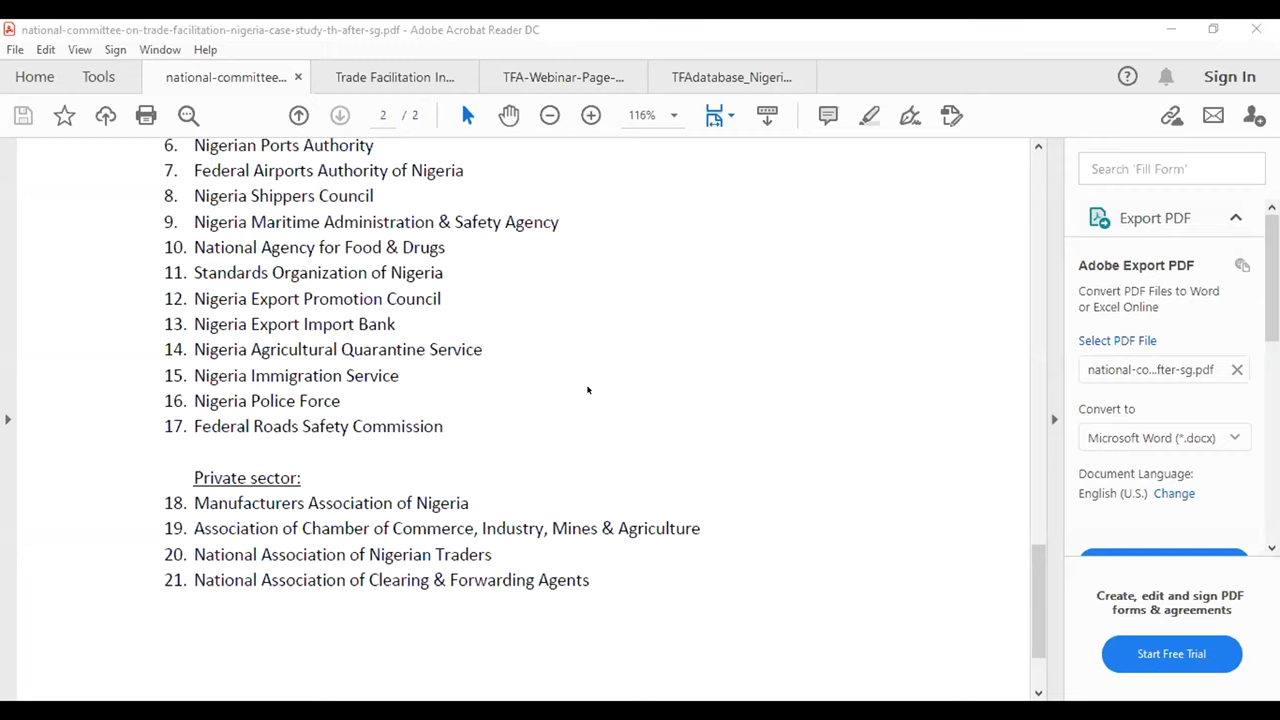 national-committee-on-trade-facilitation-nigeria-case-study-th-after-sg.pdf - Adobe Acrobat Reader DC
File Edit View Sign Window Help
Home Tools national-committee... × Trade Facilitation In... TFA-Webinar-Page-... TFAdatabase_Nigeri... Sign In
2 / 2 116%
6. Nigerian Ports Authority
7. Federal Airports Authority of Nigeria
8. Nigeria Shippers Council
9. Nigeria Maritime Administration & Safety Agency
10. National Agency for Food & Drugs
11. Standards Organization of Nigeria
12. Nigeria Export Promotion Council
13. Nigeria Export Import Bank
14. Nigeria Agricultural Quarantine Service
15. Nigeria Immigration Service
16. Nigeria Police Force
17. Federal Roads Safety Commission
Private sector:
18. Manufacturers Association of Nigeria
19. Association of Chamber of Commerce, Industry, Mines & Agriculture
20. National Association of Nigerian Traders
21. National Association of Clearing & Forwarding Agents
Search 'Fill Form'
Export PDF
Adobe Export PDF
Convert PDF Files to Word
or Excel Online
Select PDF File
national-co...fter-sg.pdf
Convert to
Microsoft Word (*.docx)
Document Language:
English (U.S.) Change
Create, edit and sign PDF
forms & agreements
Start Free Trial